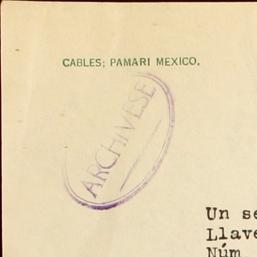 CABLES; PAMARI MEXICO.
ARCHIVESE
Un se
Llave
Núm